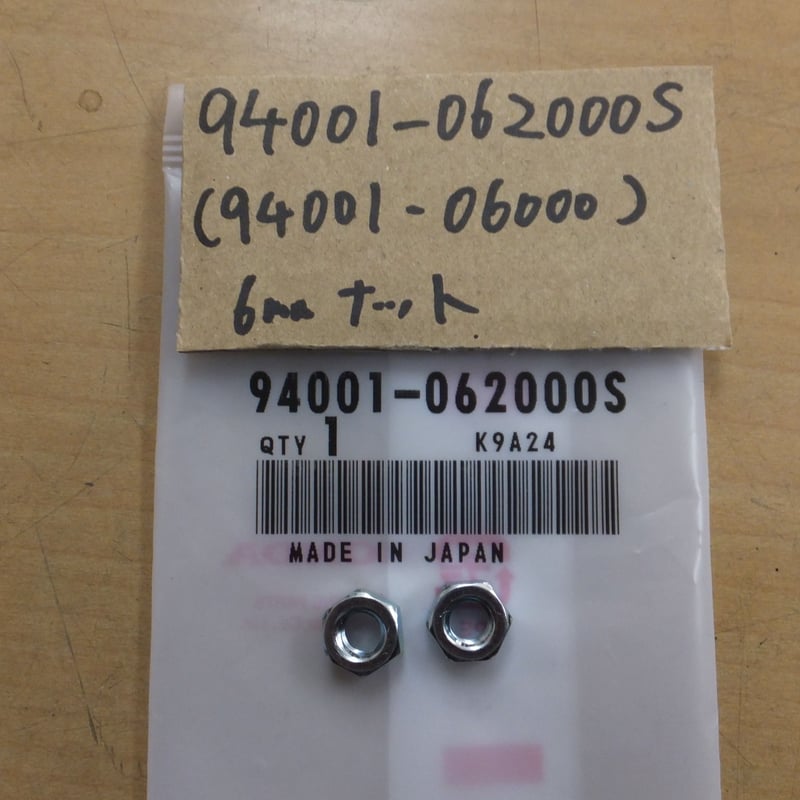 94001-062000S
(94001-06000)
6mm ナット
94001-062000S
QTY 1 K9A24
MADE IN JAPAN